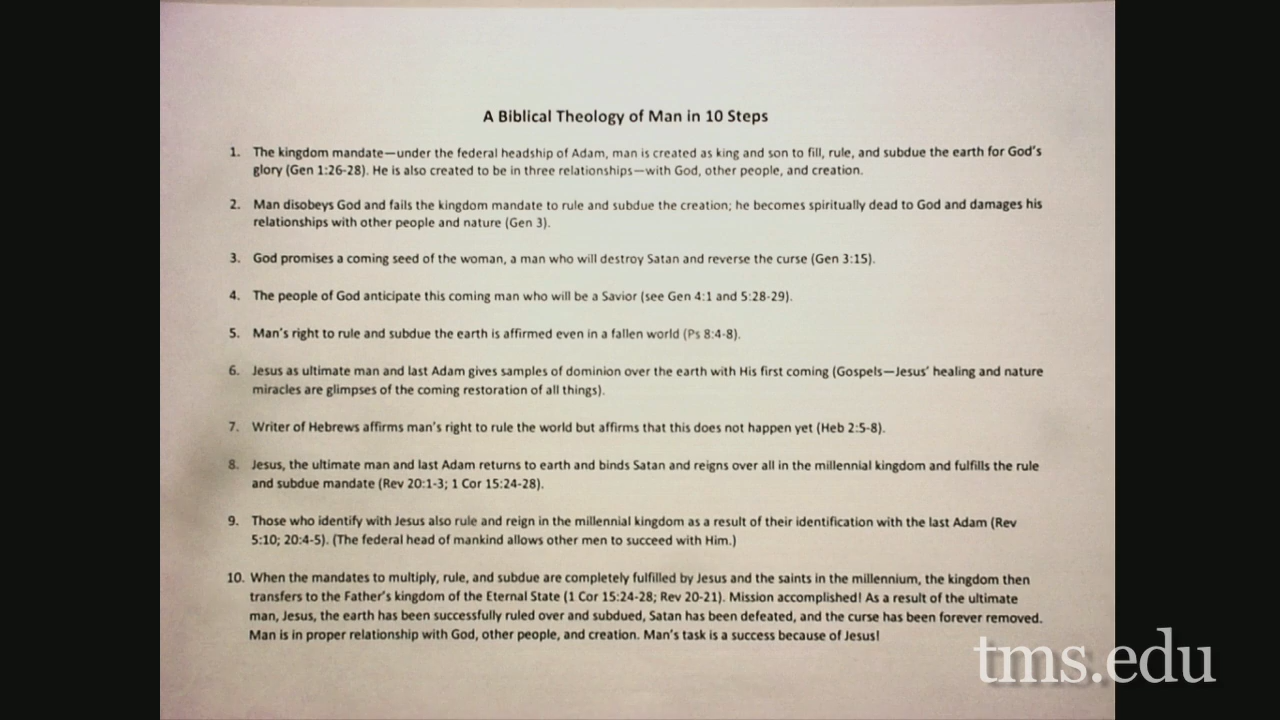 A Biblical Theology of Man in 10 Steps
1. The kingdom mandate—under the federal headship of Adam, man is created as king and son to fill, rule, and subdue the earth for God's
glory (Gen 1:26-28). He is also created to be in three relationships—with God, other people, and creation.
2. Man disobeys God and fails the kingdom mandate to rule and subdue the creation; he becomes spiritually dead to God and damages his
relationships with other people and nature (Gen 3).
3. God promises a coming seed of the woman, a man who will destroy Satan and reverse the curse (Gen 3:15).
4. The people of God anticipate this coming man who will be a Savior (see Gen 4:1 and 5:28-29).
5. Man's right to rule and subdue the earth is affirmed even in a fallen world (Ps 8:4-8).
6. Jesus as ultimate man and last Adam gives samples of dominion over the earth with His first coming (Gospels—Jesus' healing and nature
miracles are glimpses of the coming restoration of all things).
7. Writer of Hebrews affirms man's right to rule the world but affirms that this does not happen yet (Heb 2:5-8).
8. Jesus, the ultimate man and last Adam returns to earth and binds Satan and reigns over all in the millennial kingdom and fulfills the rule
and subdue mandate (Rev 20:1-3; 1 Cor 15:24-28).
9. Those who identify with Jesus also rule and reign in the millennial kingdom as a result of their identification with the last Adam (Rev
5:10; 20:4-5). (The federal head of mankind allows other men to succeed with Him.)
10. When the mandates to multiply, rule, and subdue are completely fulfilled by Jesus and the saints in the millennium, the kingdom then
transfers to the Father's kingdom of the Eternal State (1 Cor 15:24-28; Rev 20-21). Mission accomplished! As a result of the ultimate
man, Jesus, the earth has been successfully ruled over and subdued, Satan has been defeated, and the curse has been forever removed.
Man is in proper relationship with God, other people, and creation. Man's task is a success because of Jesus!
tms.edu